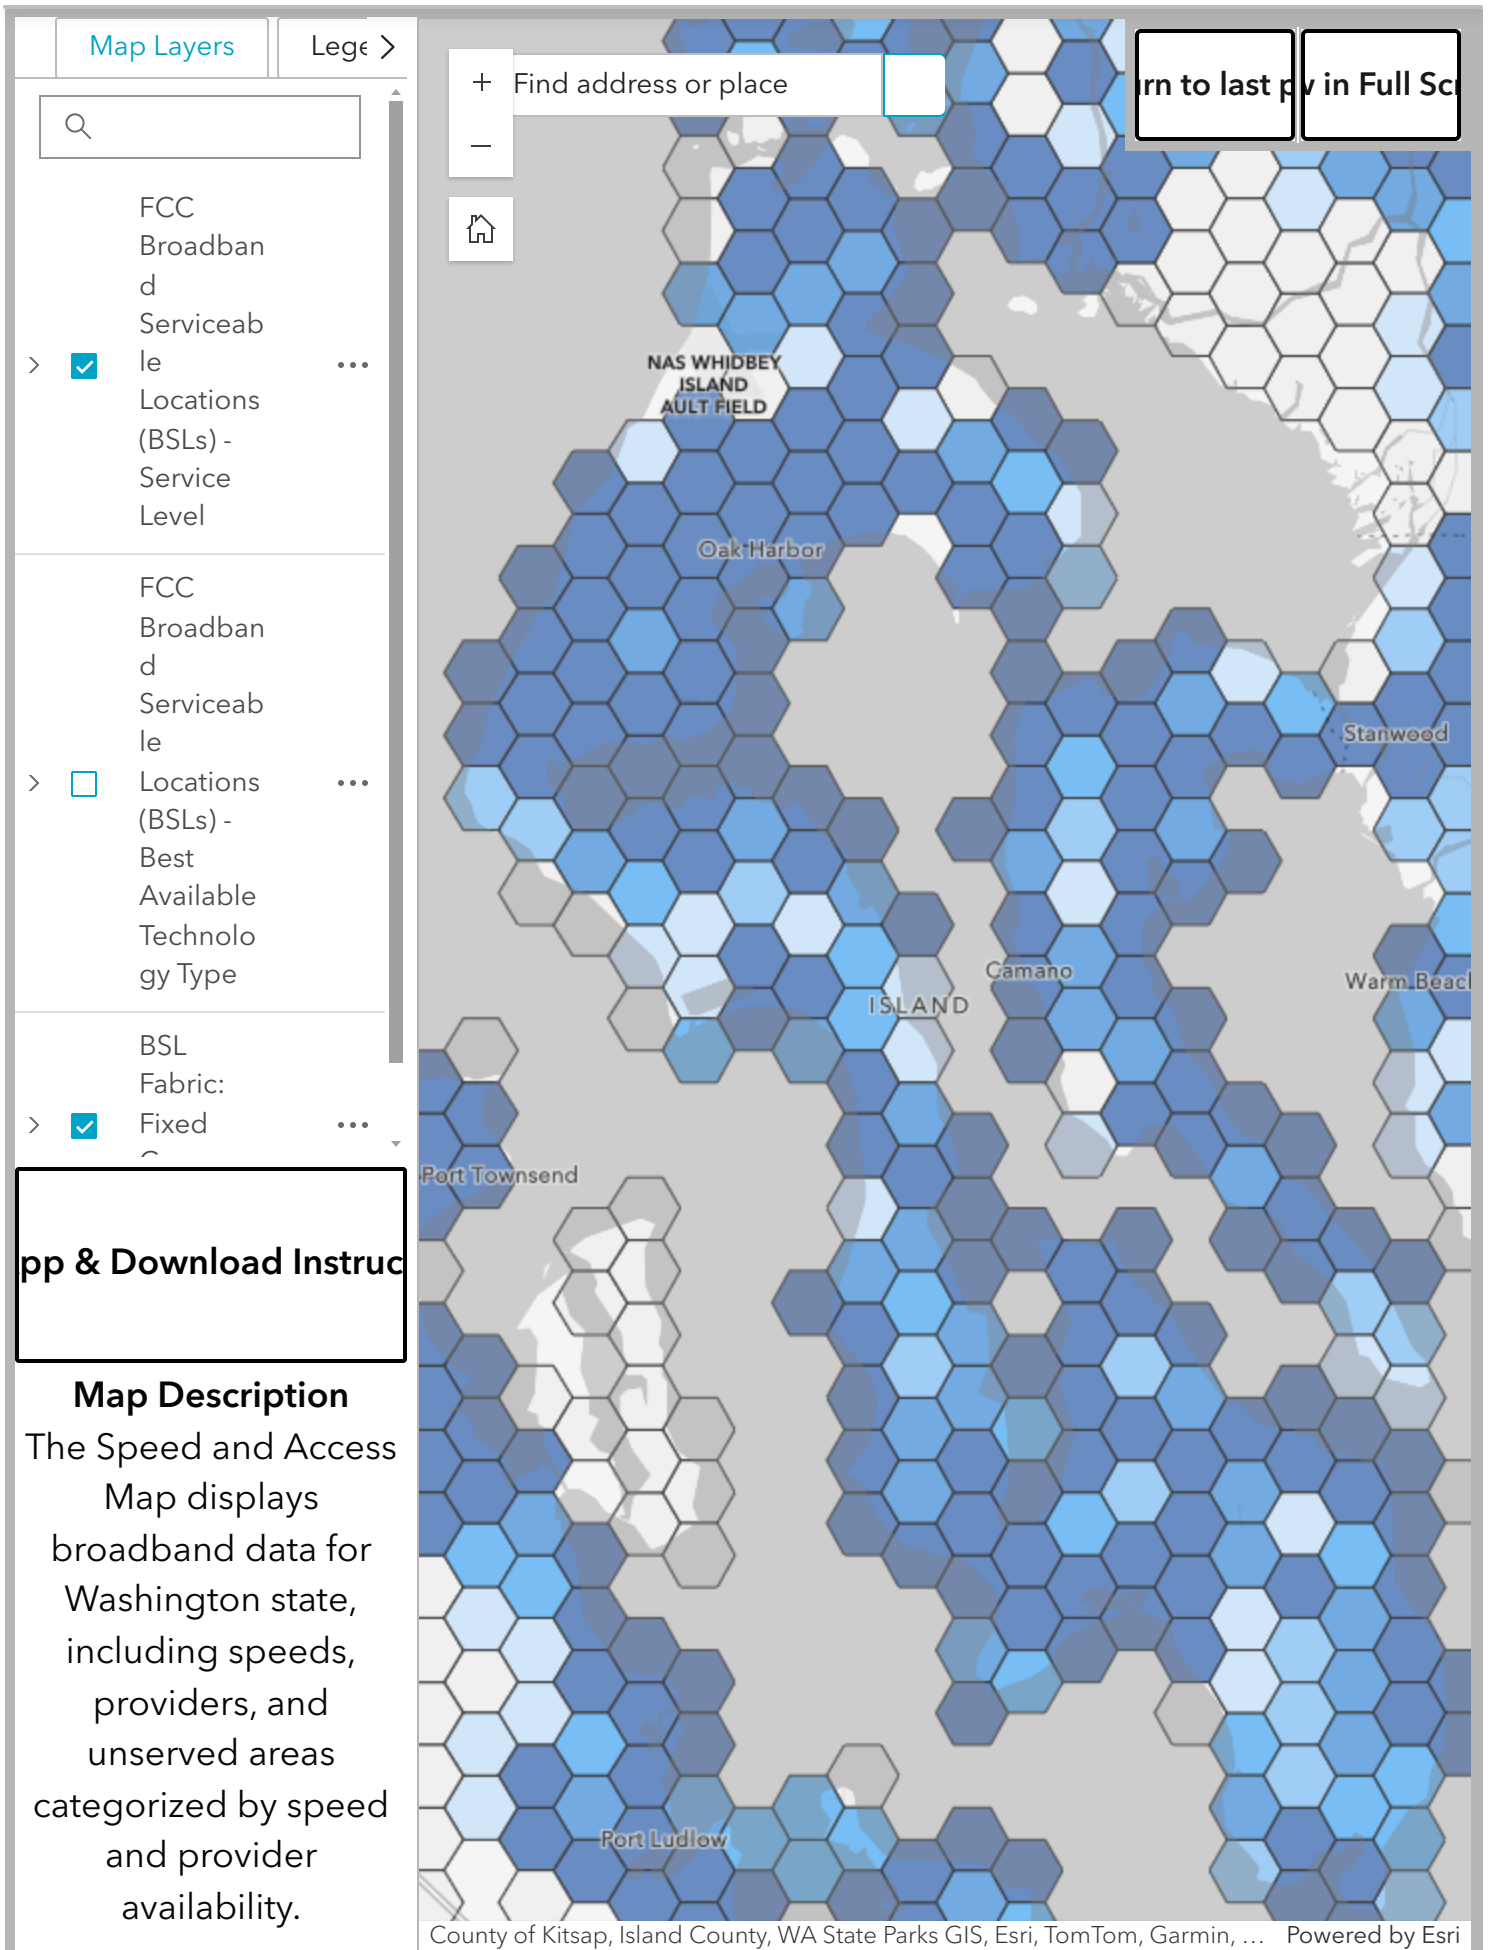 Map Layers
Lege
Find address or place
rn to last p
v in Full Scr
FCC
Broadban
d
Serviceab
le
Locations
(BSLs) -
Service
Level
FCC
Broadban
d
Serviceab
le
Locations
(BSLs) -
Best
Available
Technolo
gy Type
BSL
Fabric:
Fixed
pp & Download Instruc
Map Description
The Speed and Access
Map displays
broadband data for
Washington state,
including speeds,
providers, and
unserved areas
categorized by speed
and provider
availability.
NAS WHIDBEY
ISLAND
AULT FIELD
Oak Harbor
Stanwood
Camano
ISLAND
Warm Beach
Port Townsend
Port Ludlow
County of Kitsap, Island County, WA State Parks GIS, Esri, TomTom, Garmin, ...
Powered by Esri